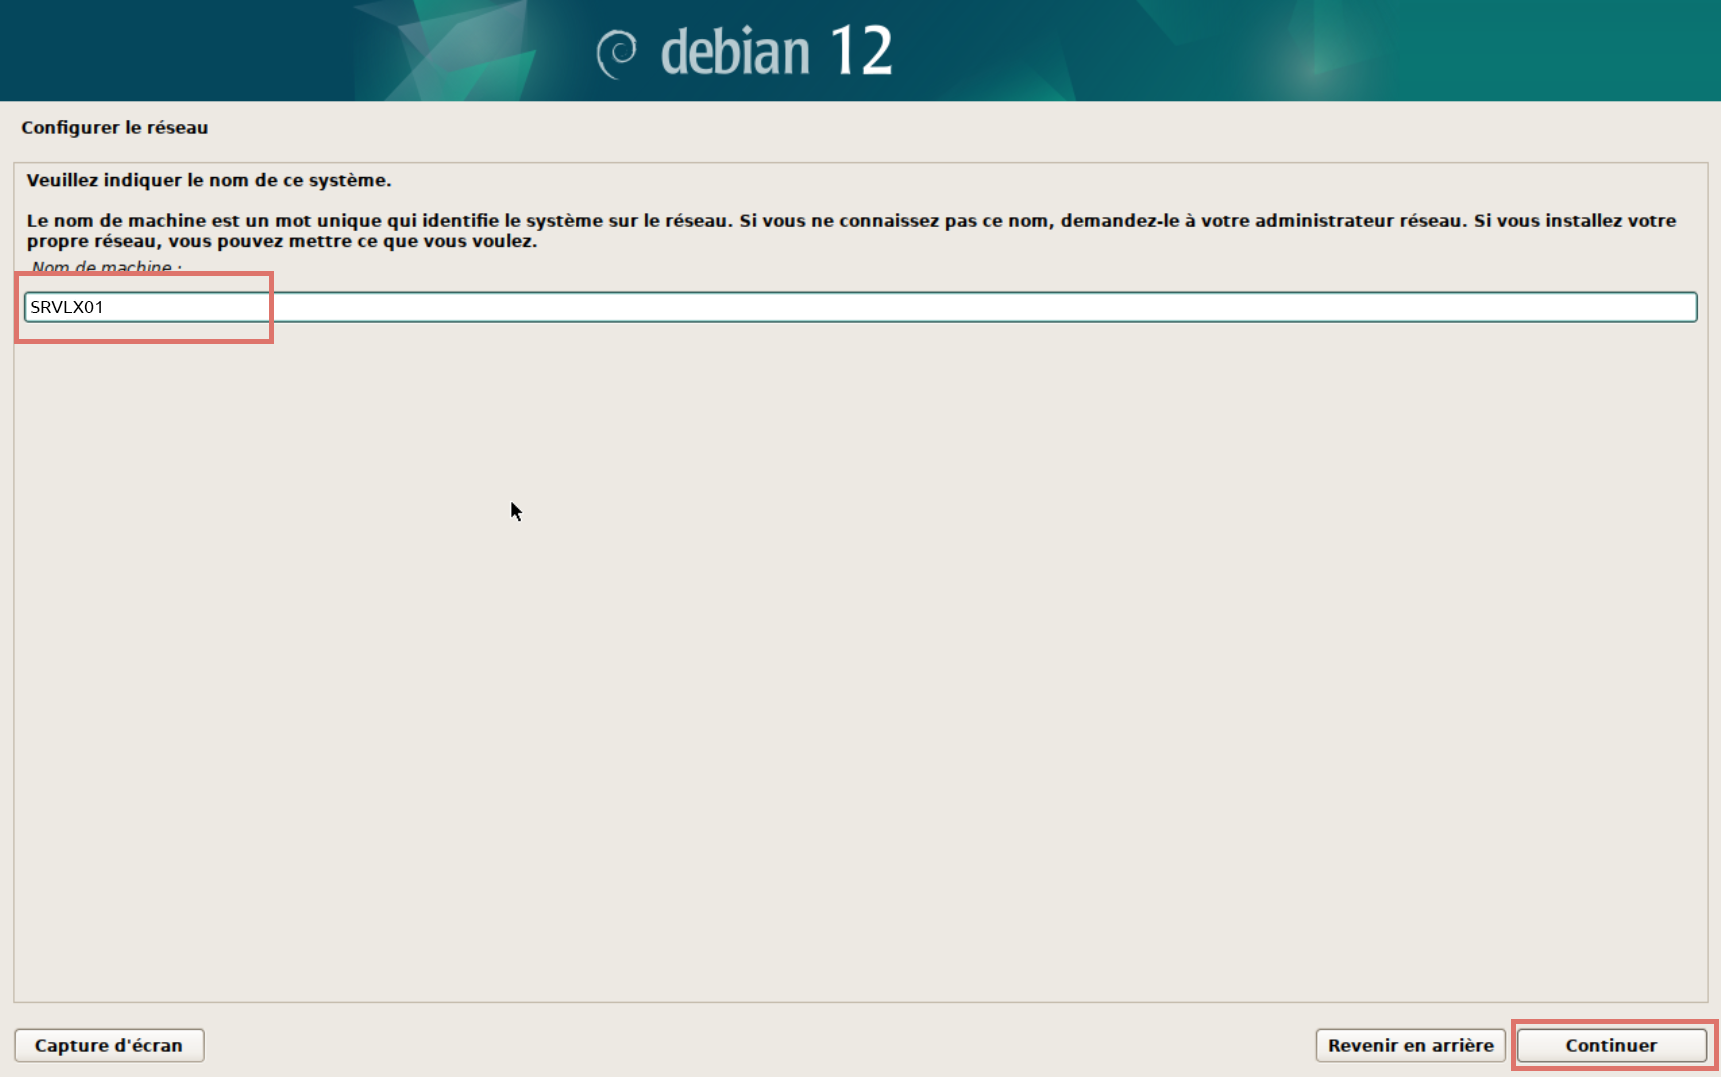 debian 12
Configurer le réseau
Veuillez indiquer le nom de ce système.
Le nom de machine est un mot unique qui identifie le système sur le réseau. Si vous ne connaissez pas ce nom, demandez-le à votre administrateur réseau. Si vous installez votre
propre réseau, vous pouvez mettre ce que vous voulez.
Nom de machine :
SRVLX01
Capture d'écran
Revenir en arrière
Continuer